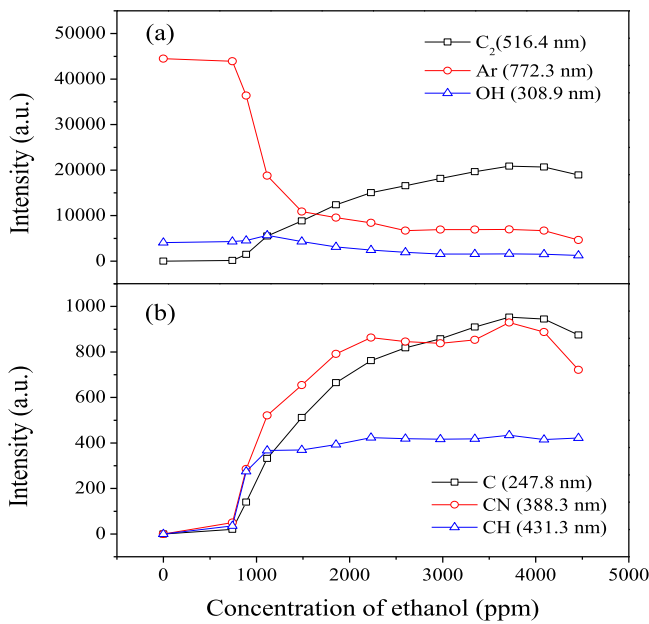 (a)
C₂(516.4 nm)
Ar (772.3 nm)
OH (308.9 nm)
50000
40000
30000
20000
10000
0
Intensity (a.u.)
(b)
C (247.8 nm)
CN (388.3 nm)
CH (431.3 nm)
1000
800
600
400
200
0
Intensity (a.u.)
0 1000 2000 3000 4000 5000
Concentration of ethanol (ppm)